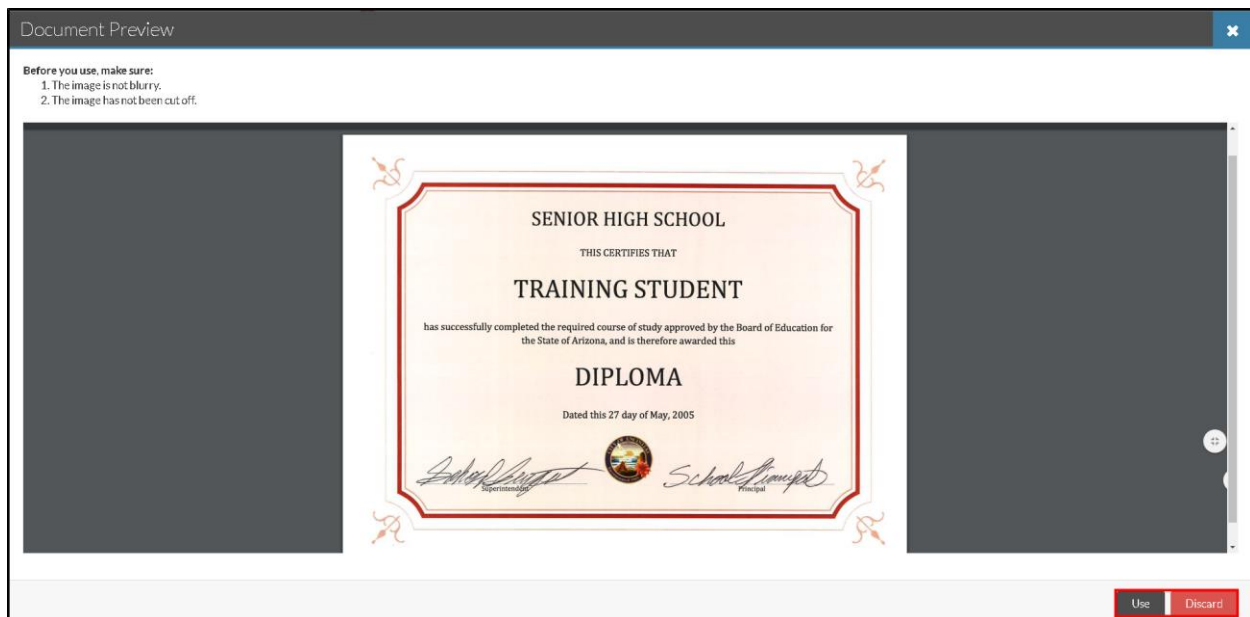 Document Preview
Before you use, make sure:
1. The image is not blurry.
2. The image has not been cut off.
SENIOR HIGH SCHOOL
THIS CERTIFIES THAT
TRAINING STUDENT
has successfully completed the required course of study approved by the Board of Education for
the State of Arizona, and is therefore awarded this
DIPLOMA
Dated this 27 day of May, 2005
School Principal
Superintendent
Principal
Use Discard